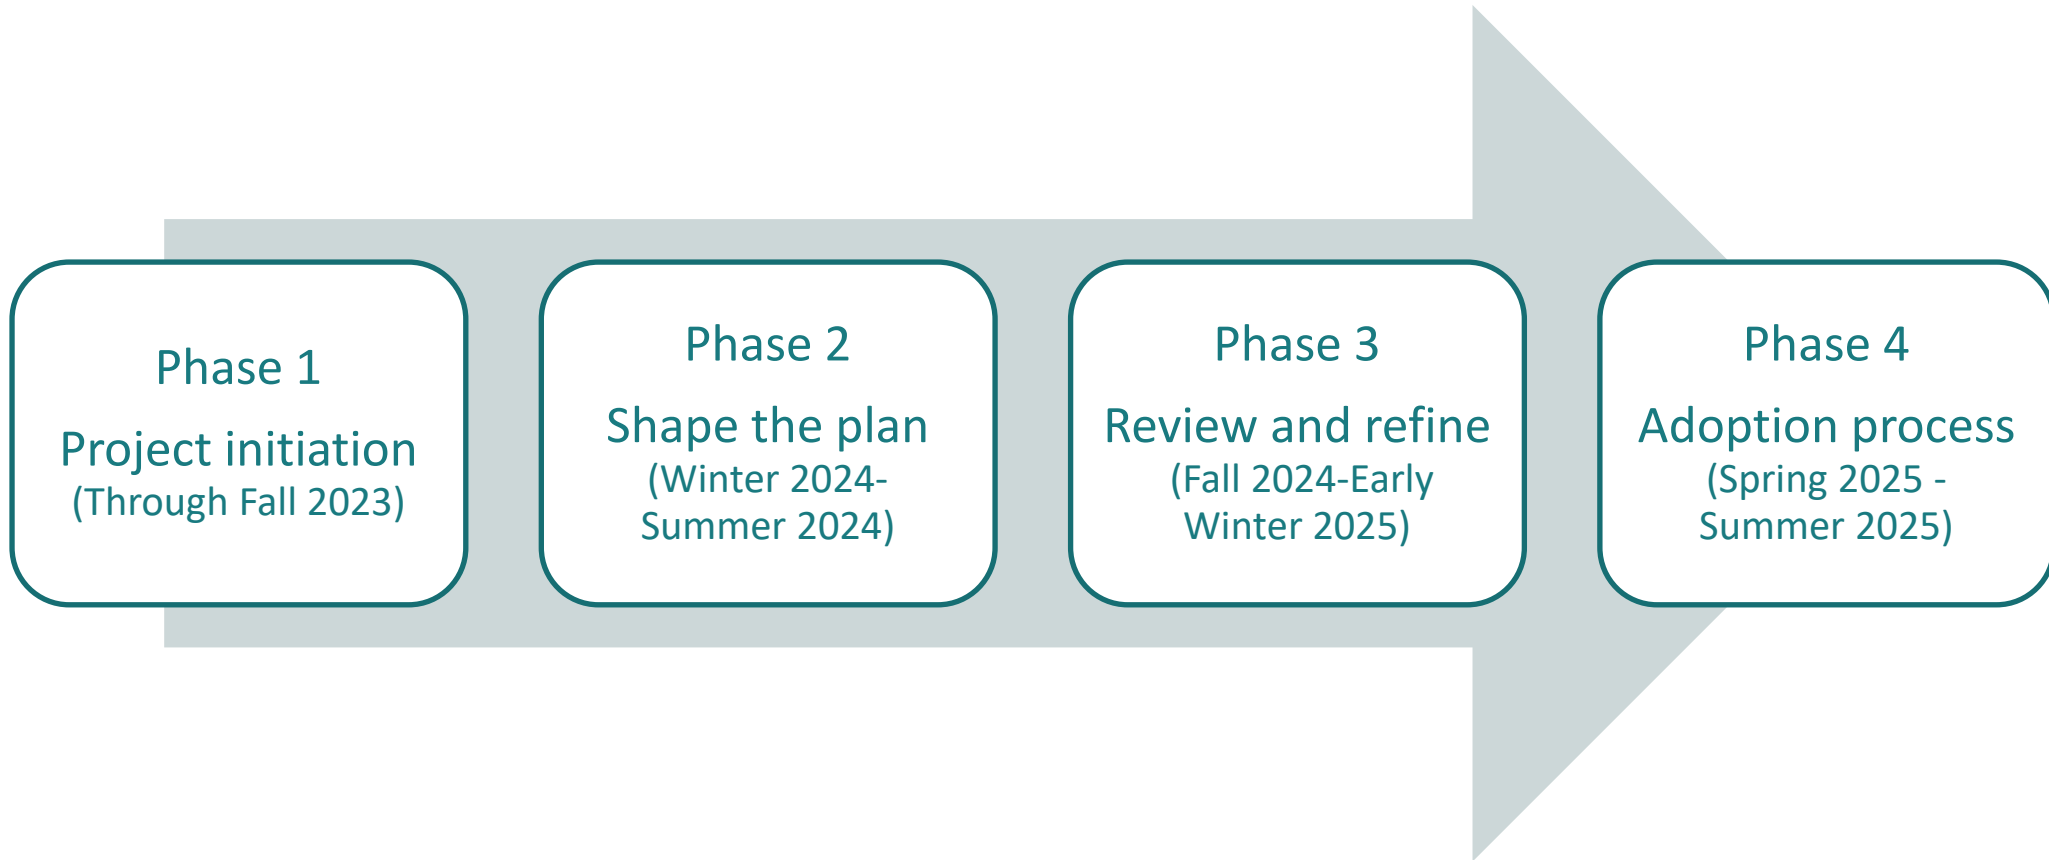 Phase 1
Project initiation
(Through Fall 2023)
Phase 2
Shape the plan
(Winter 2024-
Summer 2024)
Phase 3
Review and refine
(Fall 2024-Early
Winter 2025)
Phase 4
Adoption process
(Spring 2025 -
Summer 2025)